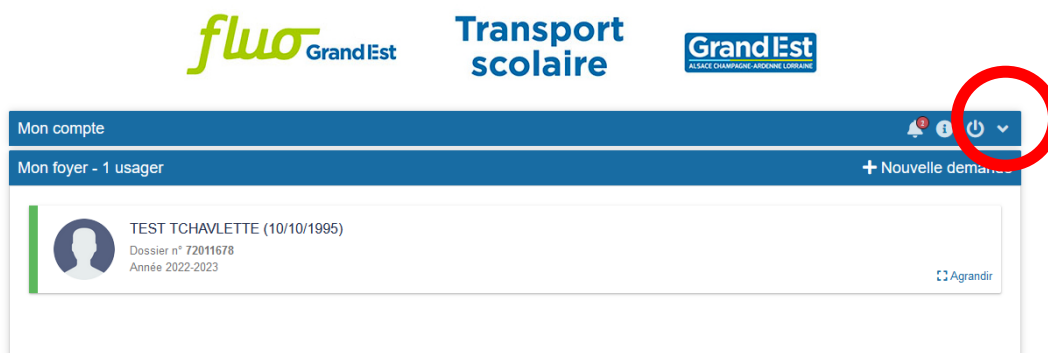 fluo Grand Est
Transport
scolaire
Grand Est
ALSACE CHAMPAGNE-ARDENNE LORRAINE
Mon compte
Mon foyer - 1 usager
Nouvelle demande
TEST TCHAVLETTE (10/10/1995)
Dossier n° 72011678
Année 2022-2023
Agrandir